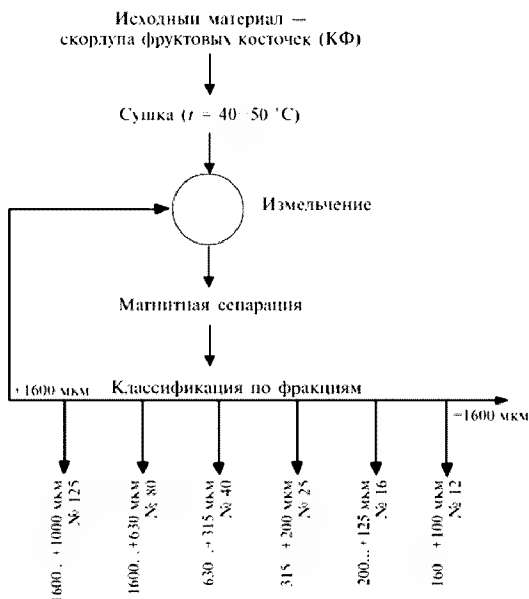 Исходный материал —
скорлупа фруктовых косточек (КФ)
Сушка (t = 40–50 °C)
Измельчение
Магнитная сепарация
+1600 мкм
Классификация по фракциям
−1600 мкм
1600...+1000 мкм
№ 125
1600...+630 мкм
№ 80
630...+315 мкм
№ 40
315 +200 мкм
№ 25
200...+125 мкм
№ 16
160 +100 мкм
№ 12